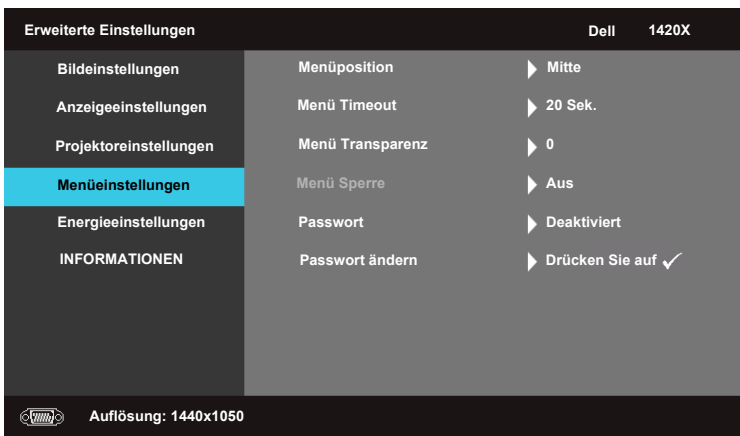 Erweiterte Einstellungen Dell 1420X
Bildeinstellungen Menüposition Mitte
Anzeigeeinstellungen Menü Timeout 20 Sek.
Projektoreinstellungen Menü Transparenz 0
Menüeinstellungen Menü Sperre Aus
Energieeinstellungen Passwort Deaktiviert
INFORMATIONEN Passwort ändern Drücken Sie auf ✓
Auflösung: 1440x1050